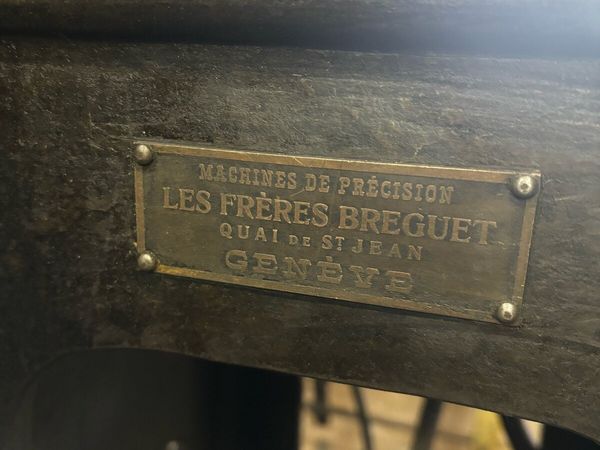 MACHINES DE PRÉCISION
LES FRÈRES BREGUET
QUAI DE ST JEAN
GENÈVE